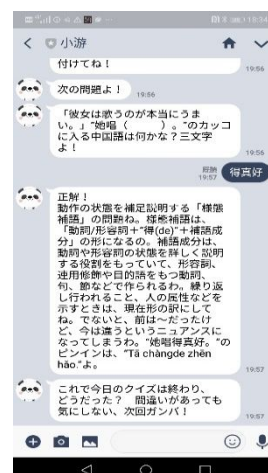 小游
付けてね！
19:56
次の問題よ！
19:56
「彼女は歌うのが本当にうま
い。」“她唱（　　）。”のカッコ
に入る中国語は何かな？三文字
よ！
19:56
既読
19:57
得真好
正解！
動作の状態を補足説明する「様態
補語」の問題ね。様態補語は、
「動詞/形容詞+“得(de)”+補語成
分」の形になるの。補語成分は、
動詞や形容詞の状態を詳しく説明
する役割をもっていて、形容詞、
連用修飾や目的語をもつ動詞、
句、節などで作られるわ。繰り返
し行われること、人の属性などを
示すときは、現在形の訳にして
ね。でないと、前は〜だったけ
ど、今は違うというニュアンスに
なってしまうわ。“她唱得真好。”の
ピンインは、“Tā chàngde zhēn
hǎo.”よ。
19:57
これで今日のクイズは終わり、
どうだった？　間違いがあっても
気にしない、次回ガンバ！
19:57